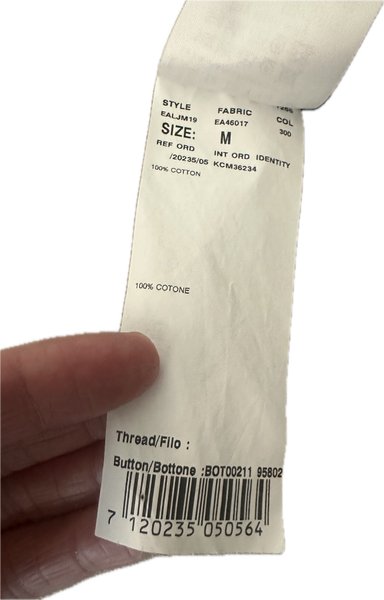 STYLE FABRIC
EALJM19 EA46017 COL
SIZE: M 300
REF ORD INT ORD IDENTITY
/20235/05 KCM36234
100% COTTON
100% COTONE
Thread/Filo :
Button/Bottone :BOT00211 95802
7 120235 050564